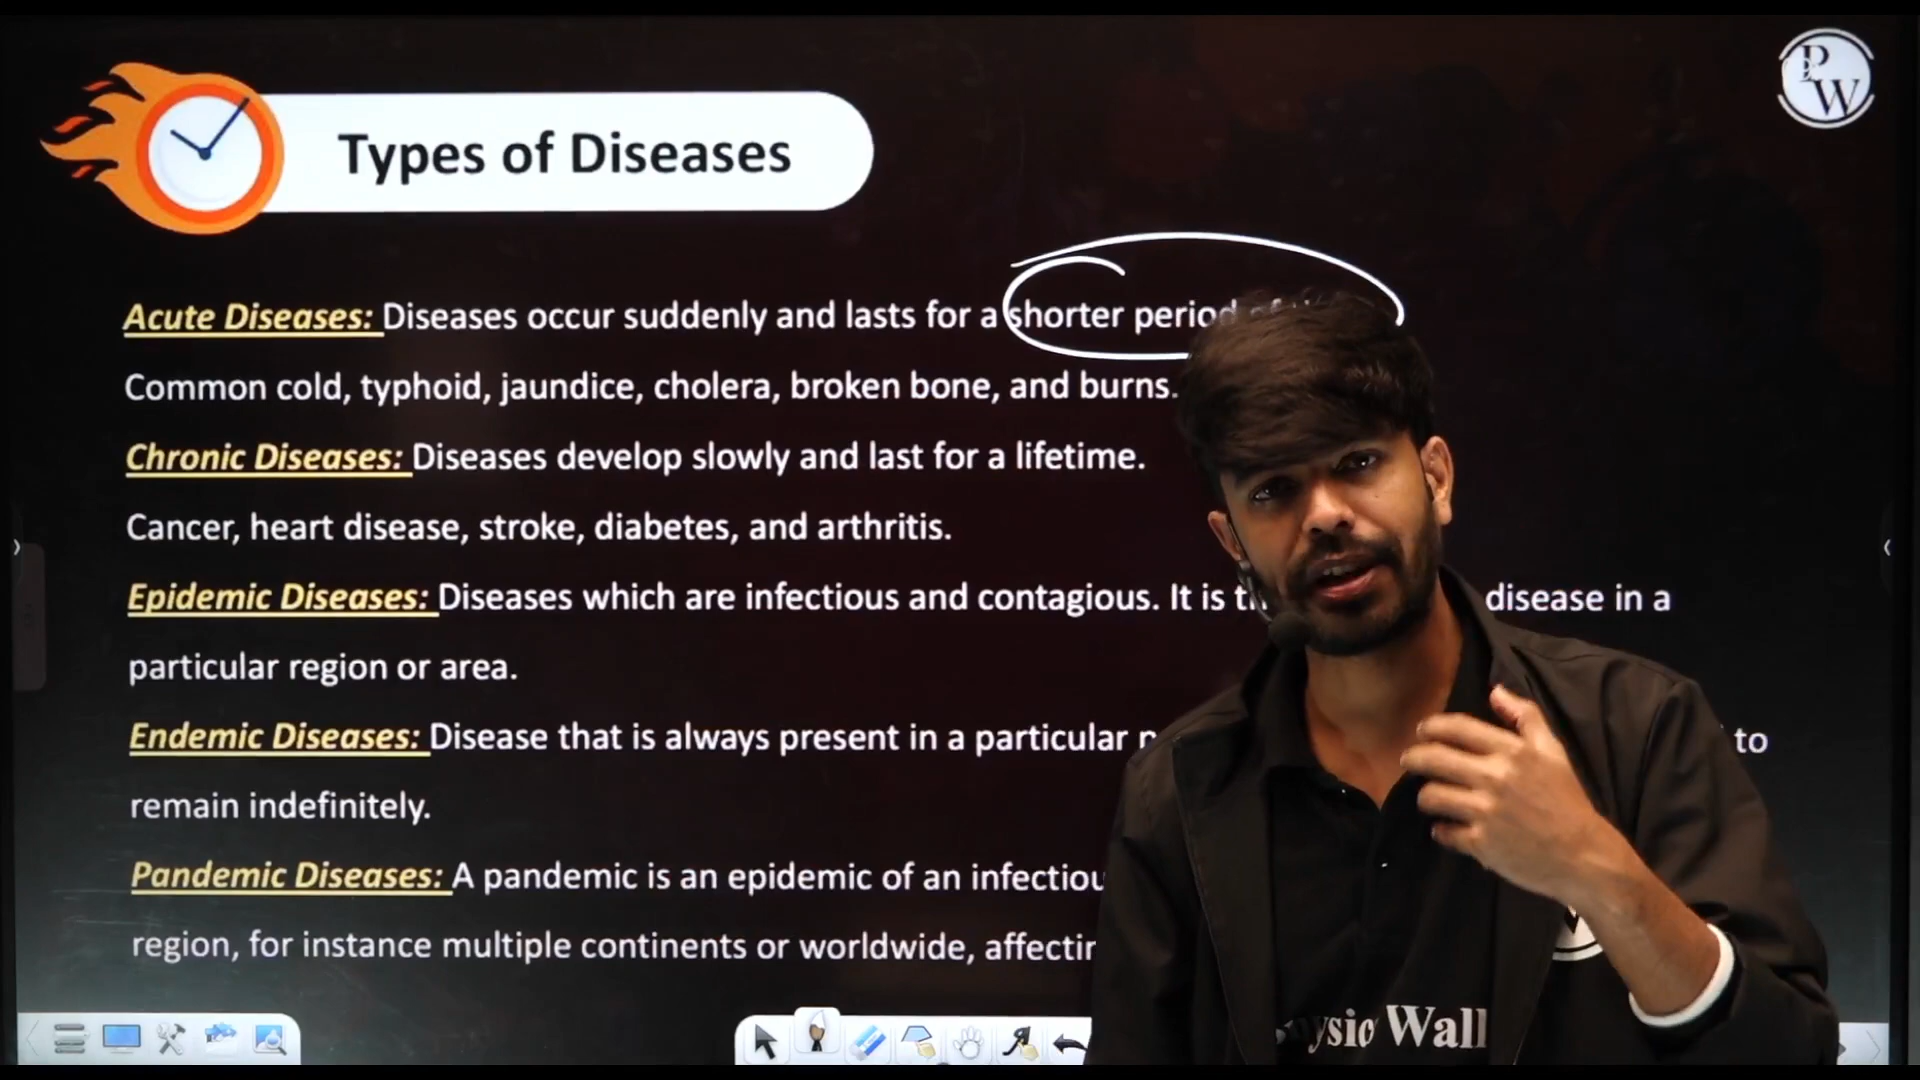 PW
Types of Diseases
Acute Diseases: Diseases occur suddenly and lasts for a shorter period
Common cold, typhoid, jaundice, cholera, broken bone, and burns.
Chronic Diseases: Diseases develop slowly and last for a lifetime.
Cancer, heart disease, stroke, diabetes, and arthritis.
Epidemic Diseases: Diseases which are infectious and contagious. It is disease in a
particular region or area.
Endemic Diseases: Disease that is always present in a particular to
remain indefinitely.
Pandemic Diseases: A pandemic is an epidemic of an
region, for instance multiple continents or worldwide,
Wall